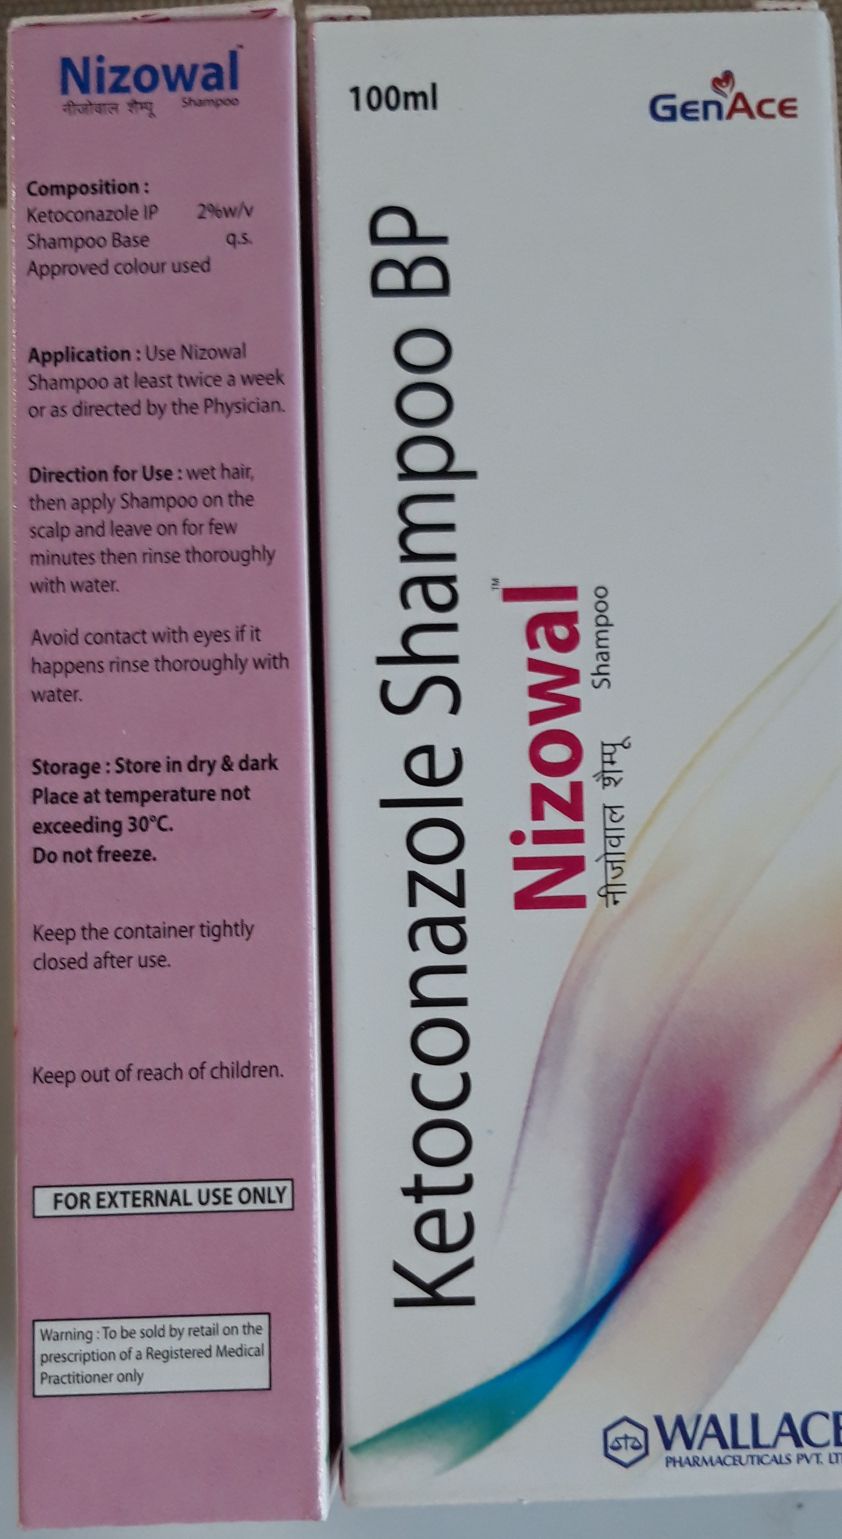 Nizowal™
नीजोवाल शैम्पू Shampoo
Composition :
Ketoconazole IP 2%w/v
Shampoo Base q.s.
Approved colour used
Application : Use Nizowal
Shampoo at least twice a week
or as directed by the Physician.
Direction for Use : wet hair,
then apply Shampoo on the
scalp and leave on for few
minutes then rinse thoroughly
with water.
Avoid contact with eyes if it
happens rinse thoroughly with
water.
Storage : Store in dry & dark
Place at temperature not
exceeding 30°C.
Do not freeze.
Keep the container tightly
closed after use.
Keep out of reach of children.
FOR EXTERNAL USE ONLY
Warning : To be sold by retail on the
prescription of a Registered Medical
Practitioner only
100ml
GenAce
Ketoconazole Shampoo BP
Nizowal™
नीजोवाल शैम्पू Shampoo
WALLACE
PHARMACEUTICALS PVT.